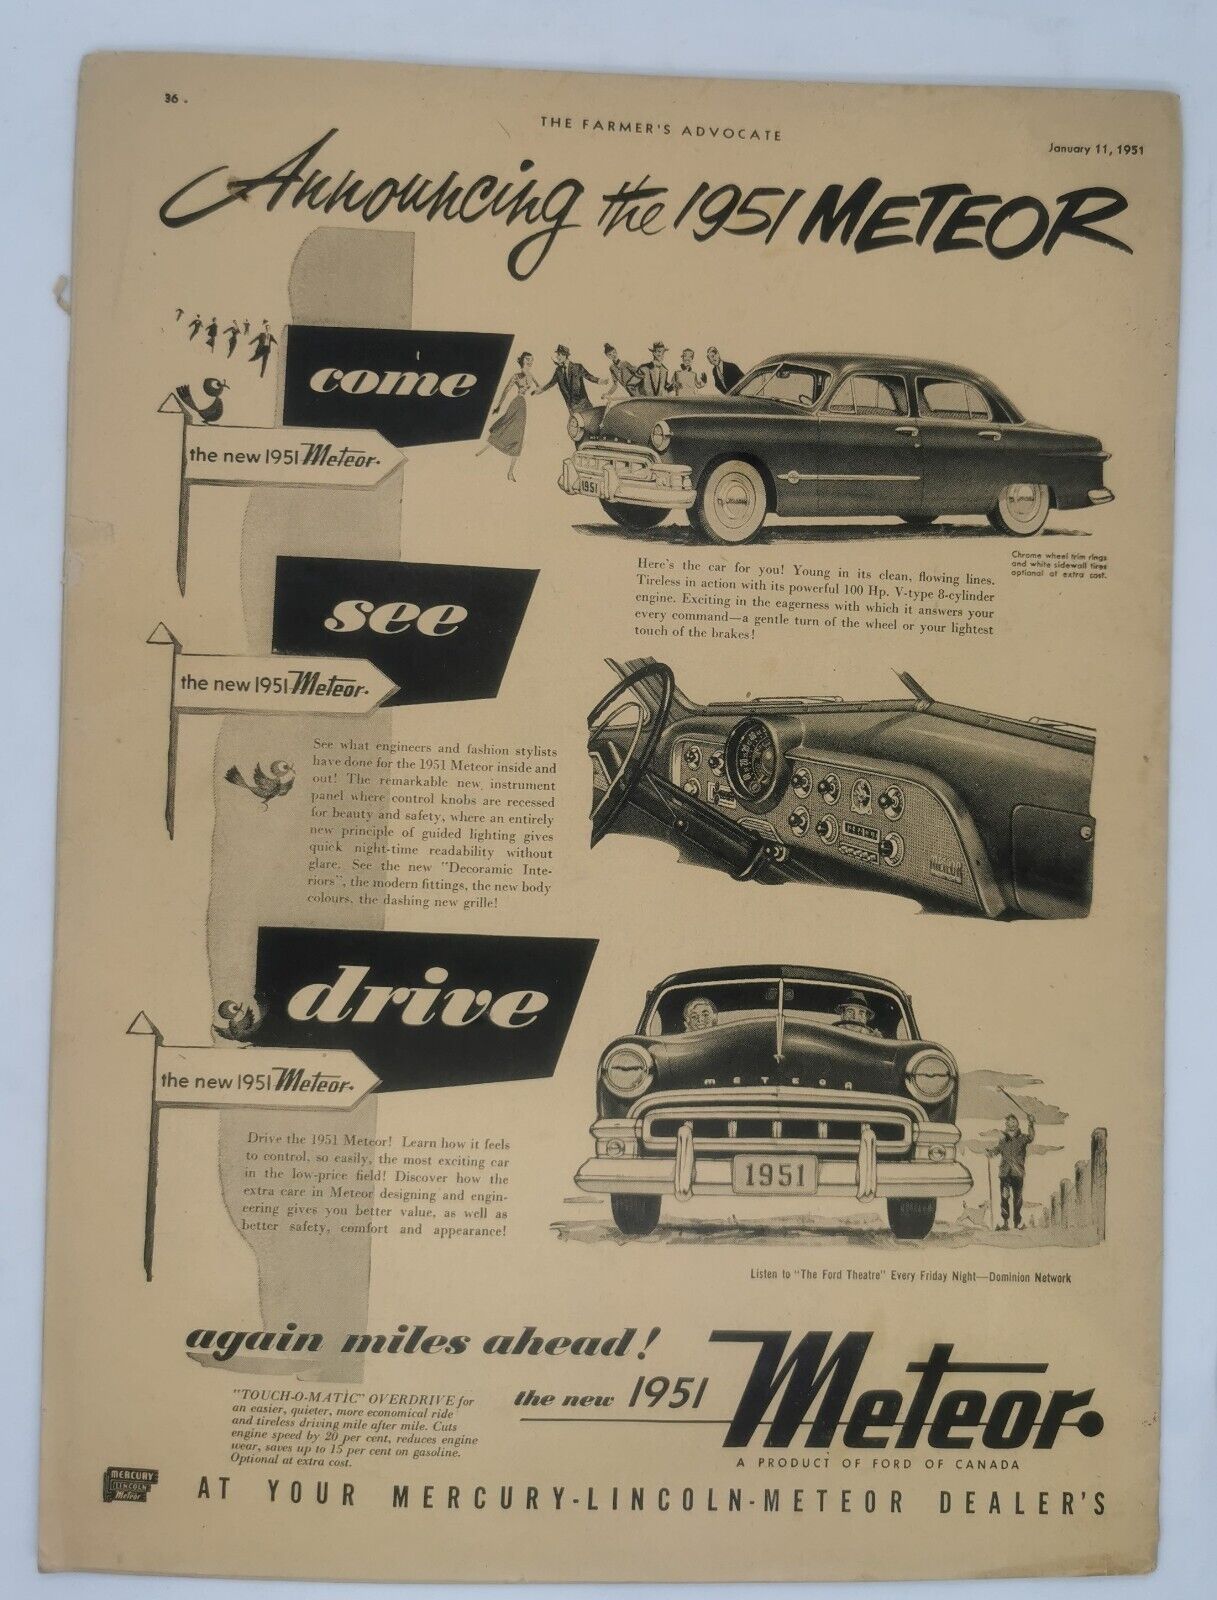 36 .
THE FARMER'S ADVOCATE
January 11, 1951
Announcing the 1951 METEOR
come
the new 1951 Meteor.
1951
Chrome wheel trim rings
and white sidewall tires
optional at extra cost.
Here's the car for you! Young in its clean, flowing lines.
Tireless in action with its powerful 100 Hp. V-type 8-cylinder
engine. Exciting in the eagerness with which it answers your
every command—a gentle turn of the wheel or your lightest
touch of the brakes!
see
the new 1951 Meteor.
See what engineers and fashion stylists
have done for the 1951 Meteor inside and
out! The remarkable new instrument
panel where control knobs are recessed
for beauty and safety, where an entirely
new principle of guided lighting gives
quick night-time readability without
glare. See the new "Decoramic Inte-
riors", the modern fittings, the new body
colours, the dashing new grille!
drive
the new 1951 Meteor.
METEOR
1951
Drive the 1951 Meteor! Learn how it feels
to control, so easily, the most exciting car
in the low-price field! Discover how the
extra care in Meteor designing and engin-
eering gives you better value, as well as
better safety, comfort and appearance!
Listen to "The Ford Theatre" Every Friday Night—Dominion Network
again miles ahead!
"TOUCH-O-MATIC" OVERDRIVE for
an easier, quieter, more economical ride
and tireless driving mile after mile. Cuts
engine speed by 20 per cent, reduces engine
wear, saves up to 15 per cent on gasoline.
Optional at extra cost.
the new 1951 Meteor.
A PRODUCT OF FORD OF CANADA
MERCURY
LINCOLN
Meteor
AT YOUR MERCURY-LINCOLN-METEOR DEALER'S